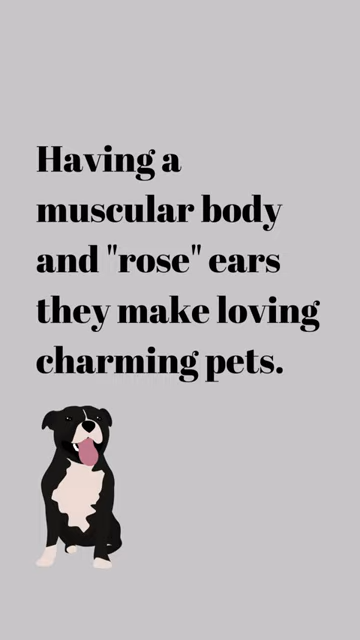 Having a
muscular body
and "rose" ears
they make loving
charming pets.